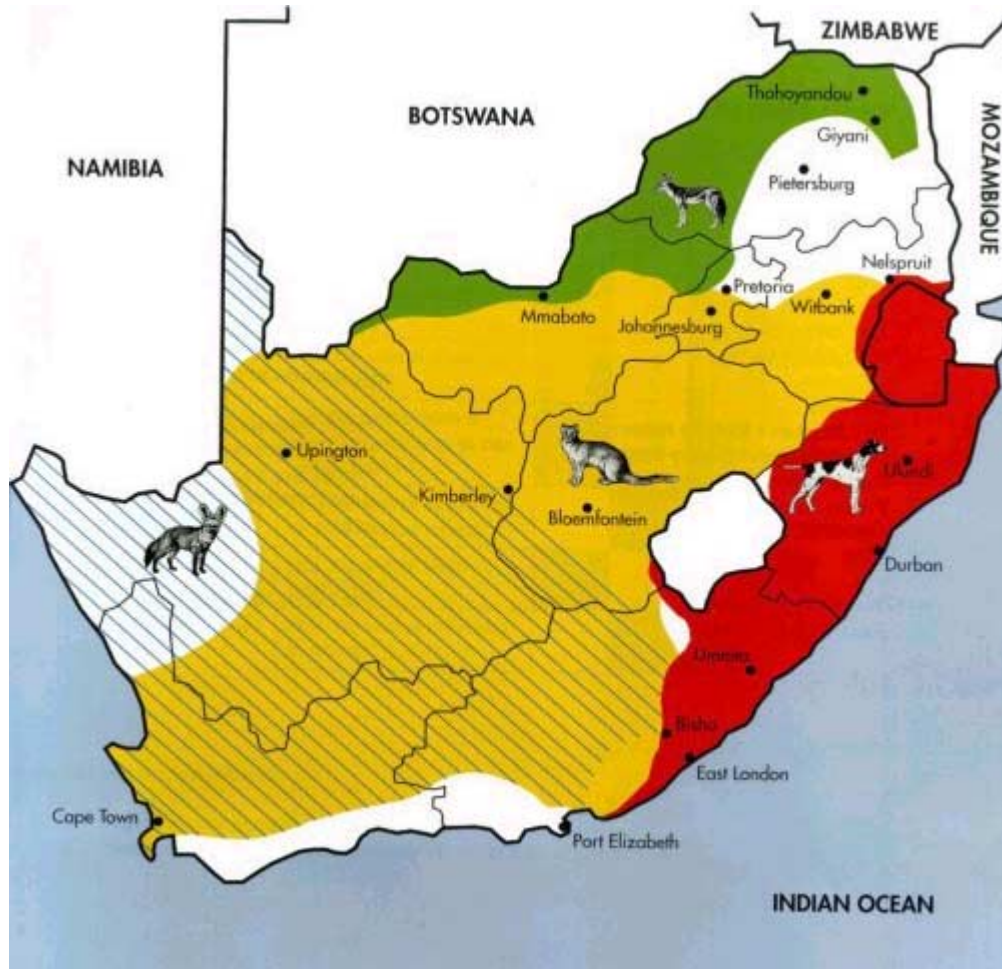 ZIMBABWE
Thohoyandou
BOTSWANA
Giyani
MOZAMBIQUE
NAMIBIA
Pietersburg
Nelspruit
Pretoria
Witbank
Mmabato
Johannesburg
Upington
Ulundi
Kimberley
Bloemfontein
Durban
Umtata
Bisho
East London
Cape Town
Port Elizabeth
INDIAN OCEAN